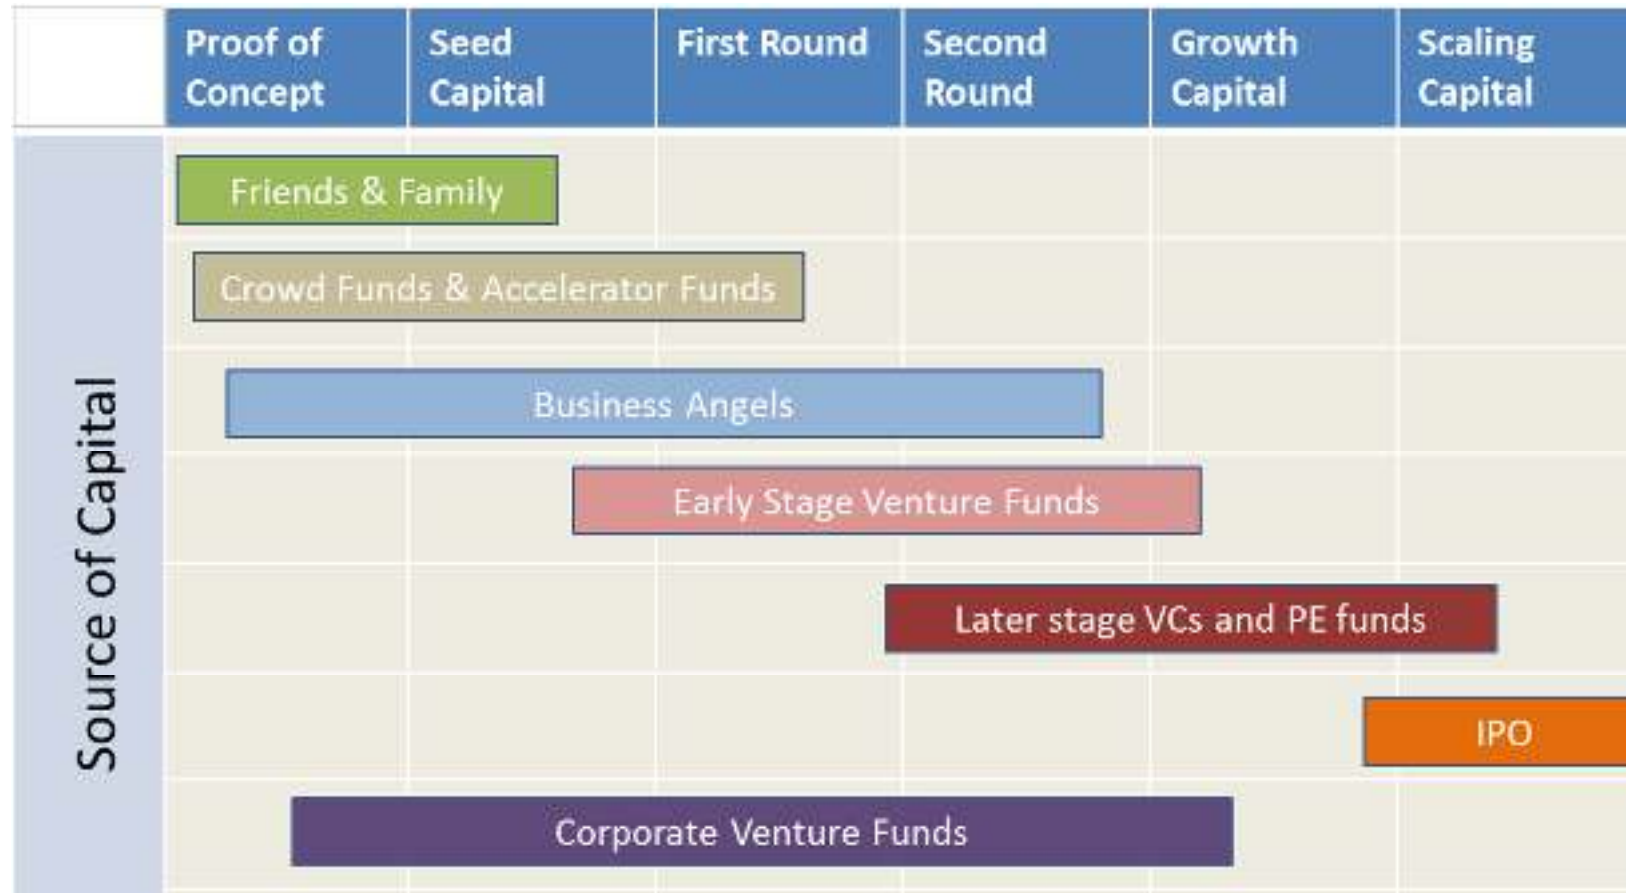 Proof of Concept
Seed Capital
First Round
Second Round
Growth Capital
Scaling Capital
Source of Capital
Friends & Family
Crowd Funds & Accelerator Funds
Business Angels
Early Stage Venture Funds
Later stage VCs and PE funds
IPO
Corporate Venture Funds